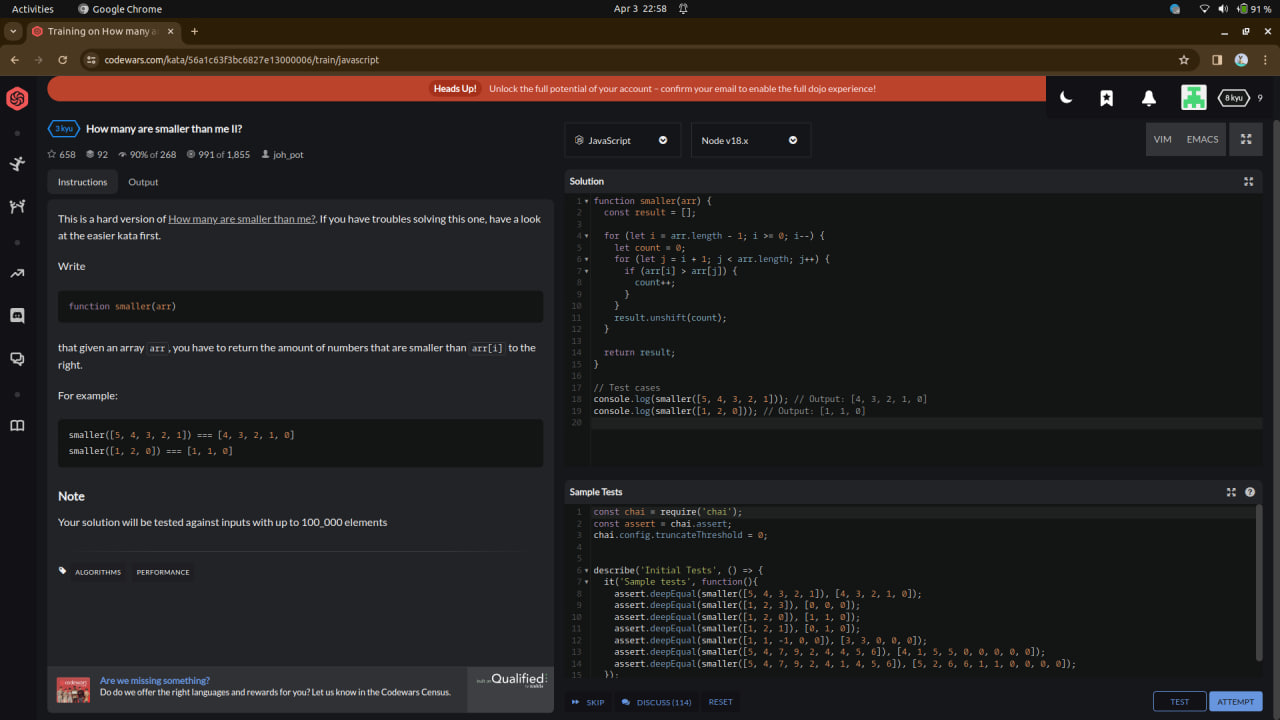 Activities
Google Chrome
Apr 3 22:58
91 %
Training on How many a
codewars.com/kata/56a1c63f3bc6827e13000006/train/javascript
Heads Up! Unlock the full potential of your account – confirm your email to enable the full dojo experience!
8 kyu 9
3 kyu How many are smaller than me II?
658 92 90% of 268 991 of 1,855 joh_pot
JavaScript
Node v18.x
VIM EMACS
Instructions Output
This is a hard version of How many are smaller than me?. If you have troubles solving this one, have a look
at the easier kata first.
Write
function smaller(arr)
that given an array arr, you have to return the amount of numbers that are smaller than arr[i] to the
right.
For example:
smaller([5, 4, 3, 2, 1]) === [4, 3, 2, 1, 0]
smaller([1, 2, 0]) === [1, 1, 0]
Note
Your solution will be tested against inputs with up to 100_000 elements
ALGORITHMS PERFORMANCE
Are we missing something?
Do do we offer the right languages and rewards for you? Let us know in the Codewars Census.
Qualified
Solution
1 function smaller(arr) {
2 const result = [];
3
4 for (let i = arr.length - 1; i >= 0; i--) {
5 let count = 0;
6 for (let j = i + 1; j < arr.length; j++) {
7 if (arr[i] > arr[j]) {
8 count++;
9 }
10 }
11 result.unshift(count);
12 }
13
14 return result;
15 }
16
17 // Test cases
18 console.log(smaller([5, 4, 3, 2, 1])); // Output: [4, 3, 2, 1, 0]
19 console.log(smaller([1, 2, 0])); // Output: [1, 1, 0]
20
Sample Tests
1 const chai = require('chai');
2 const assert = chai.assert;
3 chai.config.truncateThreshold = 0;
4
5
6 describe('Initial Tests', () => {
7 it('Sample tests', function(){
8 assert.deepEqual(smaller([5, 4, 3, 2, 1]), [4, 3, 2, 1, 0]);
9 assert.deepEqual(smaller([1, 2, 3]), [0, 0, 0]);
10 assert.deepEqual(smaller([1, 2, 0]), [1, 1, 0]);
11 assert.deepEqual(smaller([1, 2, 1]), [0, 1, 0]);
12 assert.deepEqual(smaller([1, 1, -1, 0, 0]), [3, 3, 0, 0, 0]);
13 assert.deepEqual(smaller([5, 4, 7, 9, 2, 4, 4, 5, 6]), [4, 1, 5, 5, 0, 0, 0, 0, 0]);
14 assert.deepEqual(smaller([5, 4, 7, 9, 2, 4, 1, 4, 5, 6]), [5, 2, 6, 6, 1, 1, 0, 0, 0, 0]);
15 });
SKIP DISCUSS (114) RESET
TEST ATTEMPT